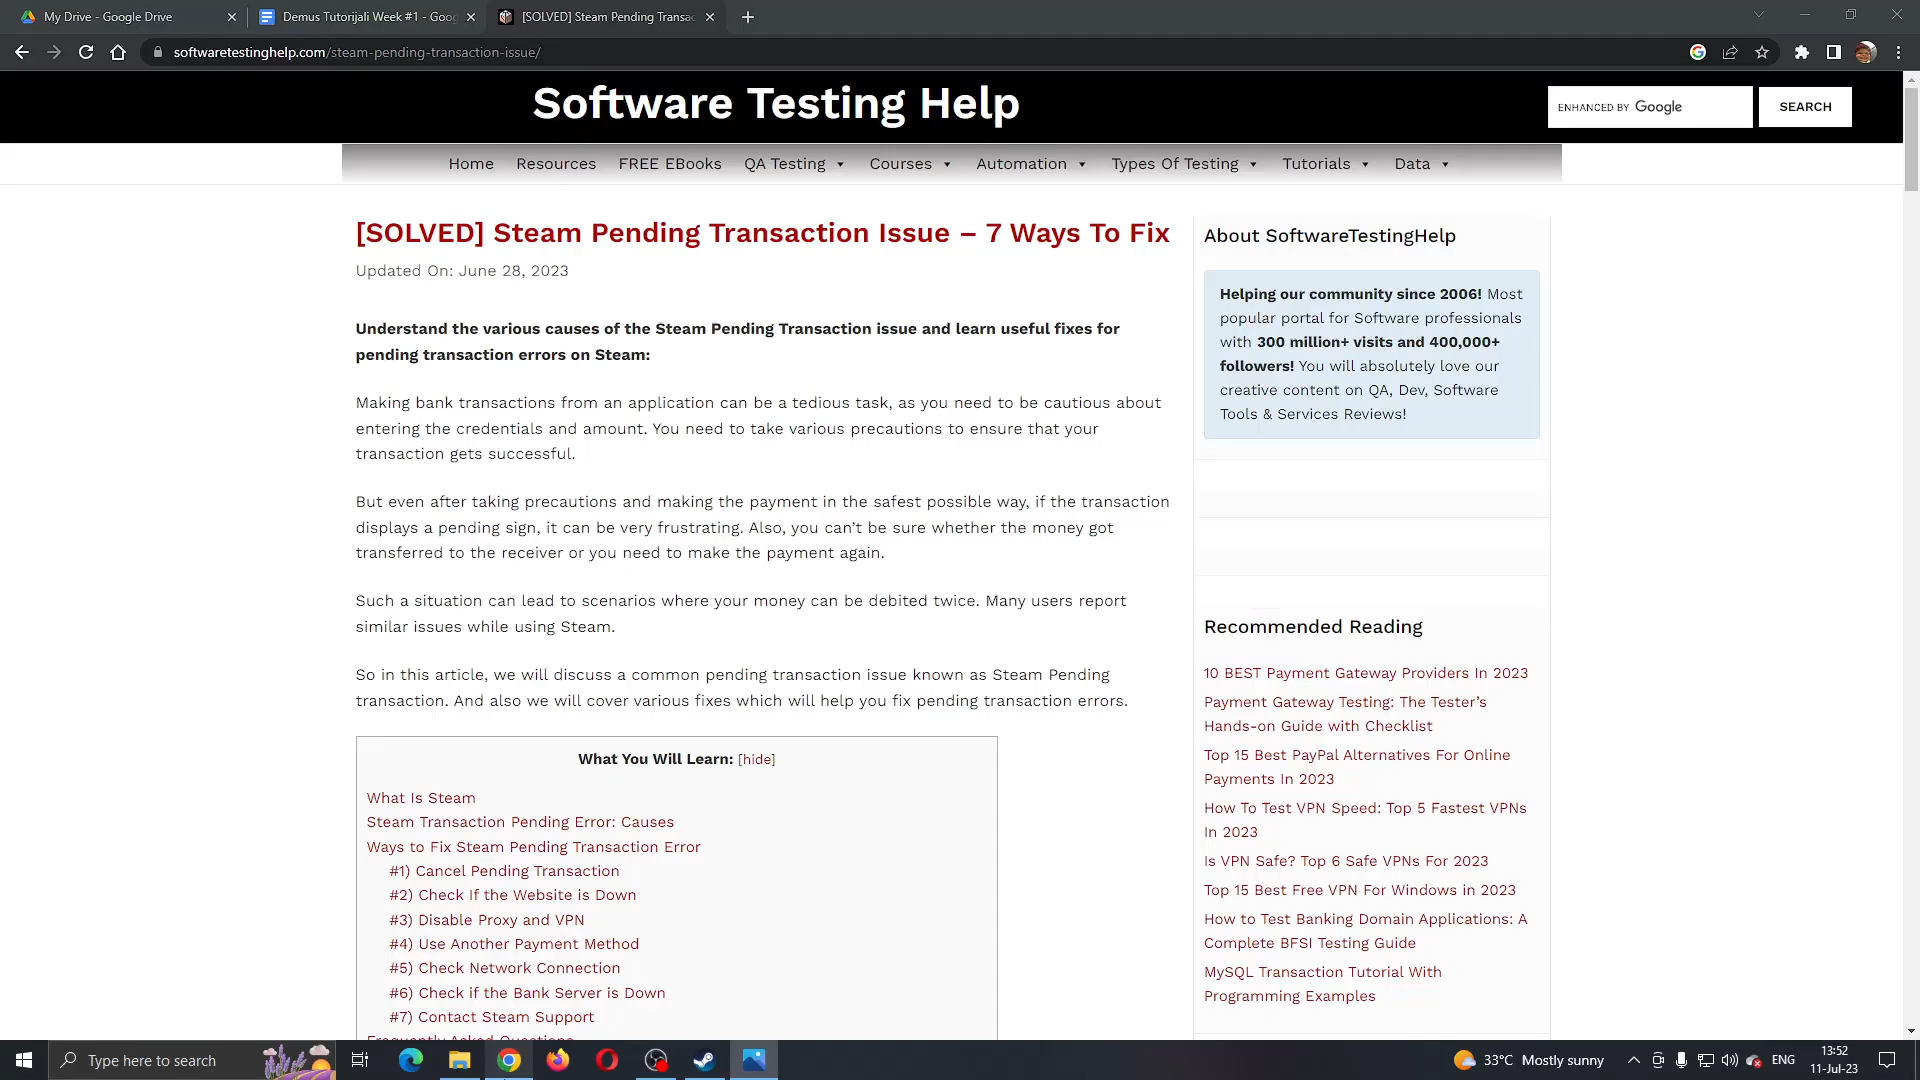 My Drive - Google Drive
Demus Tutorijali Week #1 - Goog
[SOLVED] Steam Pending Transac
softwaretestinghelp.com/steam-pending-transaction-issue/
Software Testing Help
ENHANCED BY Google
SEARCH
Home
Resources
FREE EBooks
QA Testing
Courses
Automation
Types Of Testing
Tutorials
Data
[SOLVED] Steam Pending Transaction Issue – 7 Ways To Fix
Updated On: June 28, 2023
Understand the various causes of the Steam Pending Transaction issue and learn useful fixes for
pending transaction errors on Steam:
Making bank transactions from an application can be a tedious task, as you need to be cautious about
entering the credentials and amount. You need to take various precautions to ensure that your
transaction gets successful.
But even after taking precautions and making the payment in the safest possible way, if the transaction
displays a pending sign, it can be very frustrating. Also, you can’t be sure whether the money got
transferred to the receiver or you need to make the payment again.
Such a situation can lead to scenarios where your money can be debited twice. Many users report
similar issues while using Steam.
So in this article, we will discuss a common pending transaction issue known as Steam Pending
transaction. And also we will cover various fixes which will help you fix pending transaction errors.
What You Will Learn: [hide]
What Is Steam
Steam Transaction Pending Error: Causes
Ways to Fix Steam Pending Transaction Error
#1) Cancel Pending Transaction
#2) Check If the Website is Down
#3) Disable Proxy and VPN
#4) Use Another Payment Method
#5) Check Network Connection
#6) Check if the Bank Server is Down
#7) Contact Steam Support
Frequently Asked Questions
About SoftwareTestingHelp
Helping our community since 2006! Most
popular portal for Software professionals
with 300 million+ visits and 400,000+
followers! You will absolutely love our
creative content on QA, Dev, Software
Tools & Services Reviews!
Recommended Reading
10 BEST Payment Gateway Providers In 2023
Payment Gateway Testing: The Tester’s
Hands-on Guide with Checklist
Top 15 Best PayPal Alternatives For Online
Payments In 2023
How To Test VPN Speed: Top 5 Fastest VPNs
In 2023
Is VPN Safe? Top 6 Safe VPNs For 2023
Top 15 Best Free VPN For Windows in 2023
How to Test Banking Domain Applications: A
Complete BFSI Testing Guide
MySQL Transaction Tutorial With
Programming Examples
Type here to search
33°C Mostly sunny
ENG
13:52
11-Jul-23